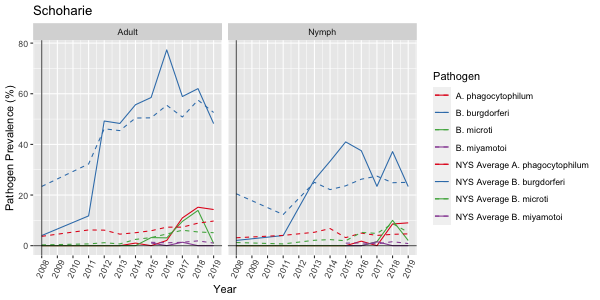 Schoharie
Adult
Nymph
Pathogen Prevalence (%)
80
60
40
20
0
2008 2009 2010 2011 2012 2013 2014 2015 2016 2017 2018 2019
2008 2009 2010 2011 2012 2013 2014 2015 2016 2017 2018 2019
Year
Pathogen
A. phagocytophilum
B. burgdorferi
B. microti
B. miyamotoi
NYS Average A. phagocytophilum
NYS Average B. burgdorferi
NYS Average B. microti
NYS Average B. miyamotoi